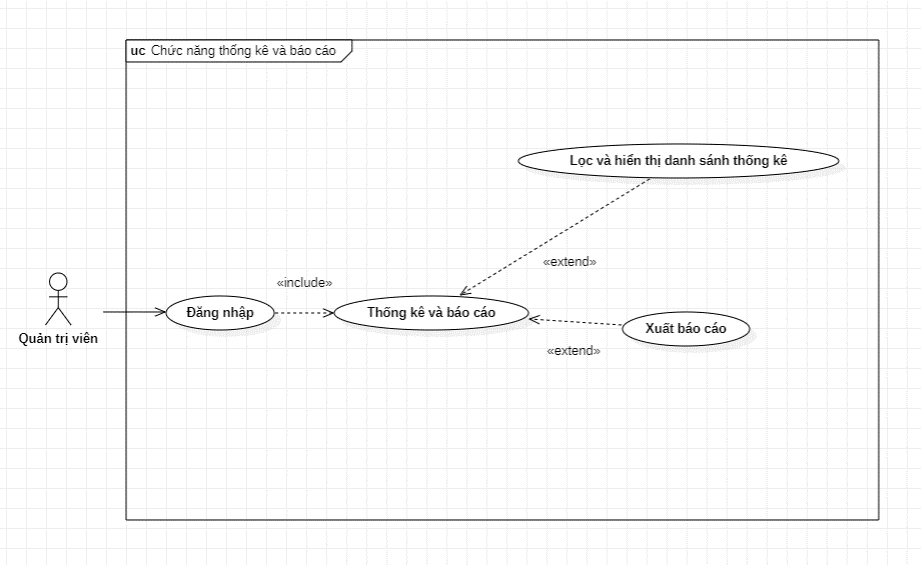 uc Chức năng thống kê và báo cáo
Lọc và hiển thị danh sánh thống kê
«extend»
«include»
Đăng nhập
Thống kê và báo cáo
Xuất báo cáo
Quản trị viên
«extend»